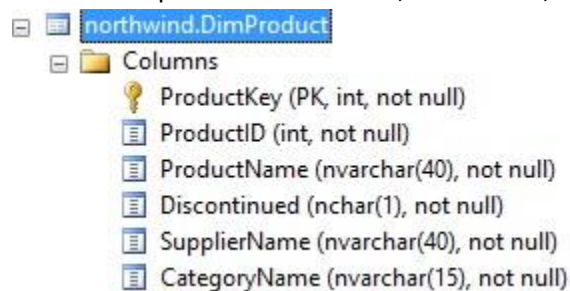 northwind.DimProduct
Columns
ProductKey (PK, int, not null)
ProductID (int, not null)
ProductName (nvarchar(40), not null)
Discontinued (nchar(1), not null)
SupplierName (nvarchar(40), not null)
CategoryName (nvarchar(15), not null)